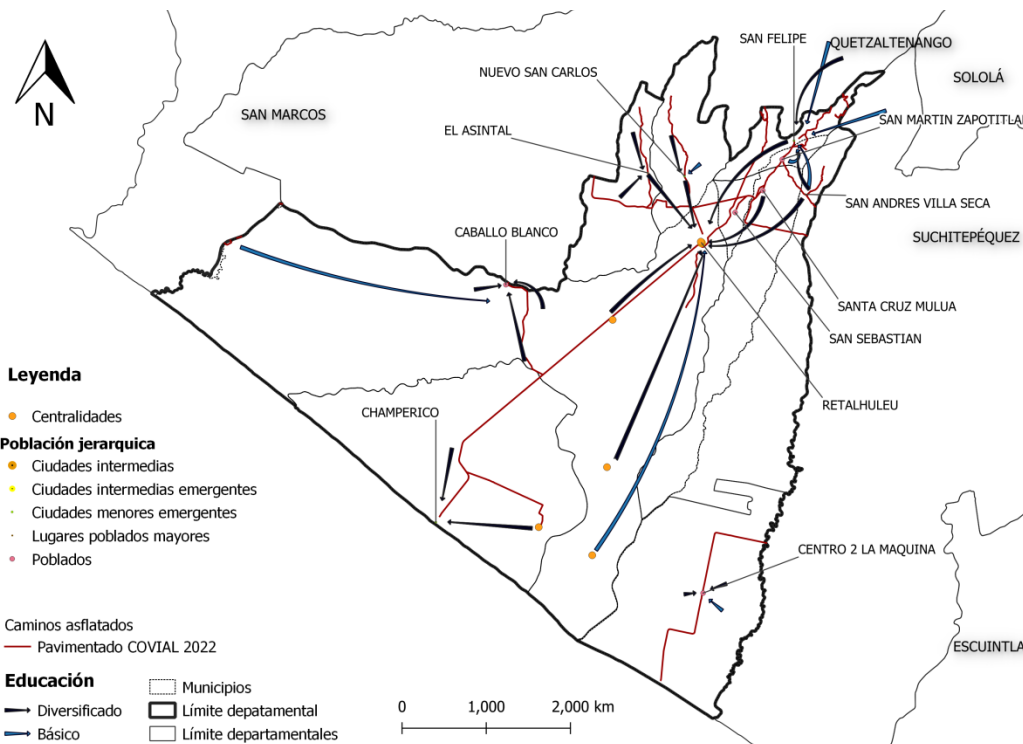 SAN FELIPE
QUETZALTENANGO
NUEVO SAN CARLOS
SOLOLÁ
N
SAN MARCOS
EL ASINTAL
SAN MARTIN ZAPOTITLAN
SAN ANDRES VILLA SECA
CABALLO BLANCO
SUCHITEPÉQUEZ
SANTA CRUZ MULUA
SAN SEBASTIAN
RETALHULEU
CHAMPERICO
CENTRO 2 LA MAQUINA
ESCUINTLA
Leyenda
Centralidades
Población jerarquica
Ciudades intermedias
Ciudades intermedias emergentes
Ciudades menores emergentes
Lugares poblados mayores
Poblados
Caminos asflatados
Pavimentado COVIAL 2022
Educación
Diversificado
Básico
Municipios
Límite depatamental
Límite departamentales
0 1,000 2,000 km